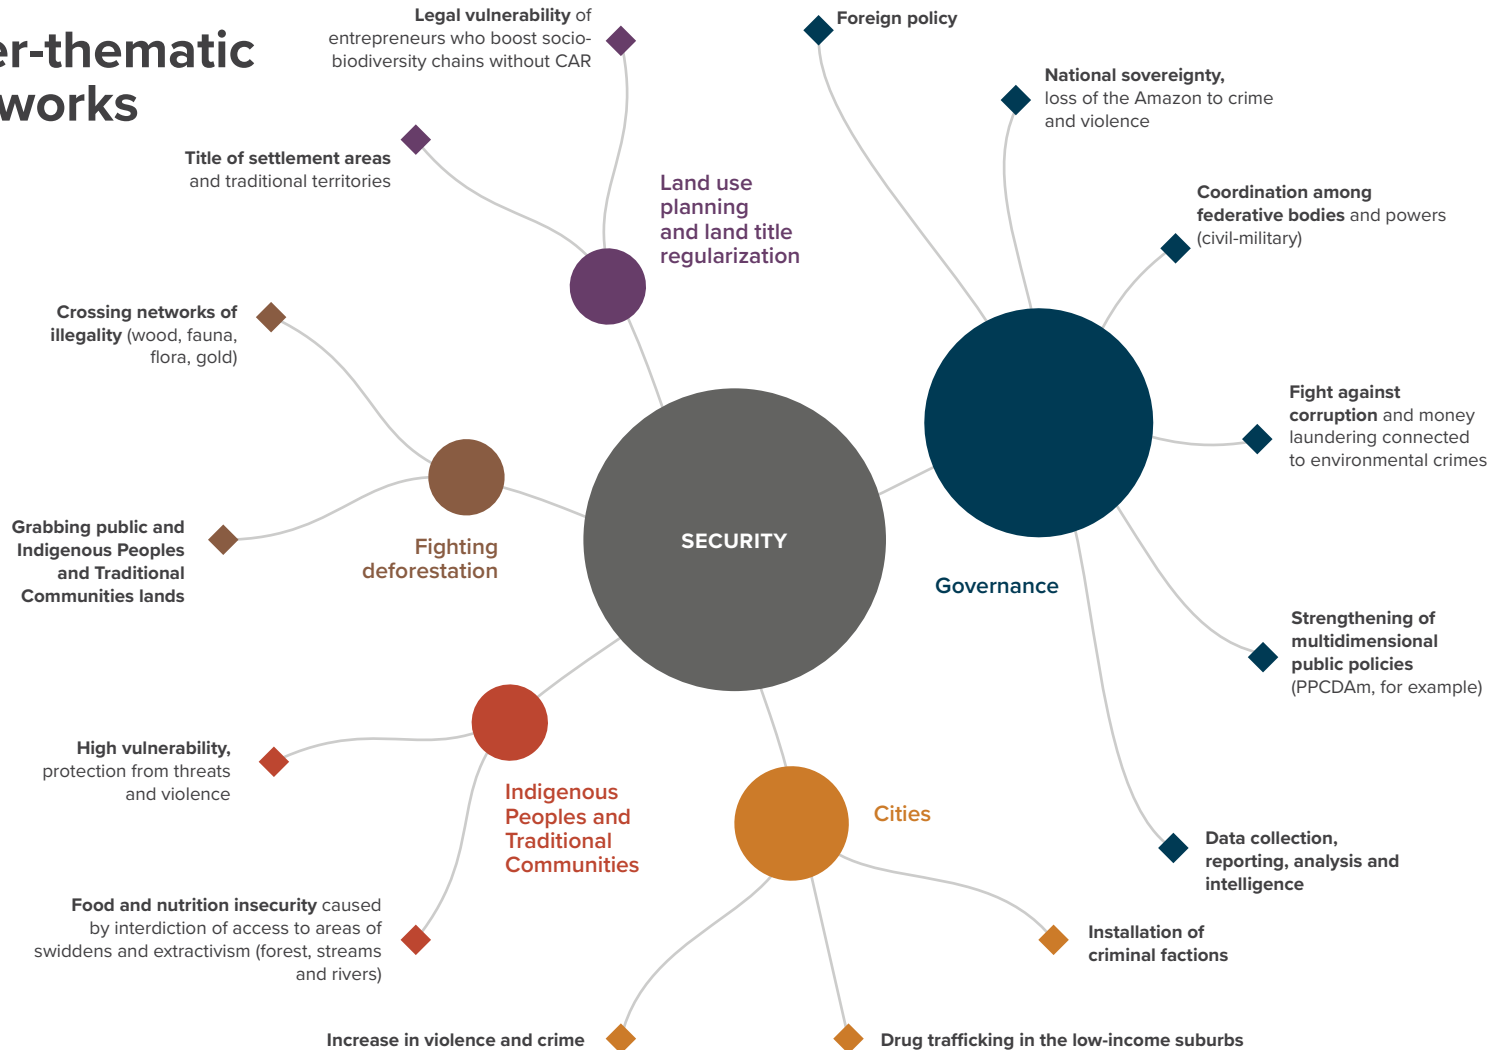 er-thematic
works
Legal vulnerability of
entrepreneurs who boost socio-
biodiversity chains without CAR
Title of settlement areas
and traditional territories
Land use
planning
and land title
regularization
Foreign policy
National sovereignty,
loss of the Amazon to crime
and violence
Coordination among
federative bodies and powers
(civil-military)
Crossing networks of
illegality (wood, fauna,
flora, gold)
Fight against
corruption and money
laundering connected
to environmental crimes
Grabbing public and
Indigenous Peoples
and Traditional
Communities lands
Fighting
deforestation
SECURITY
Governance
Strengthening of
multidimensional
public policies
(PPCDAm, for example)
High vulnerability,
protection from threats
and violence
Indigenous
Peoples and
Traditional
Communities
Cities
Data collection,
reporting, analysis and
intelligence
Food and nutrition insecurity caused
by interdiction of access to areas of
swiddens and extractivism (forest, streams
and rivers)
Installation of
criminal factions
Increase in violence and crime
Drug trafficking in the low-income suburbs